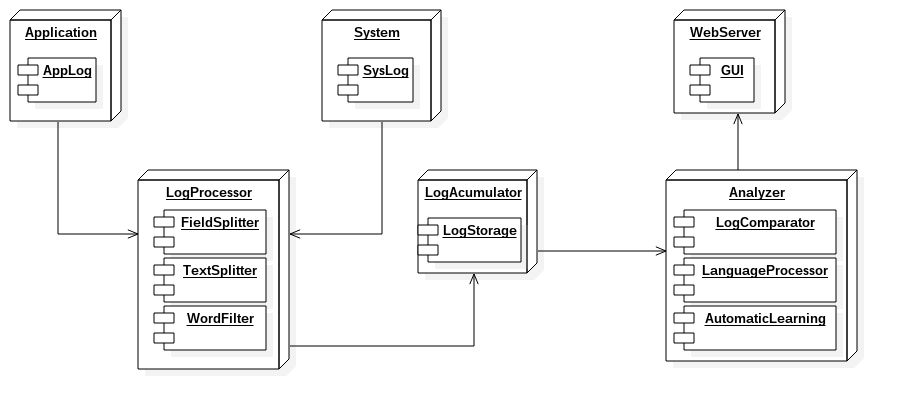 Application
AppLog
System
SysLog
WebServer
GUI
LogProcessor
FieldSplitter
TextSplitter
WordFilter
LogAcumulator
LogStorage
Analyzer
LogComparator
LanguageProcessor
AutomaticLearning